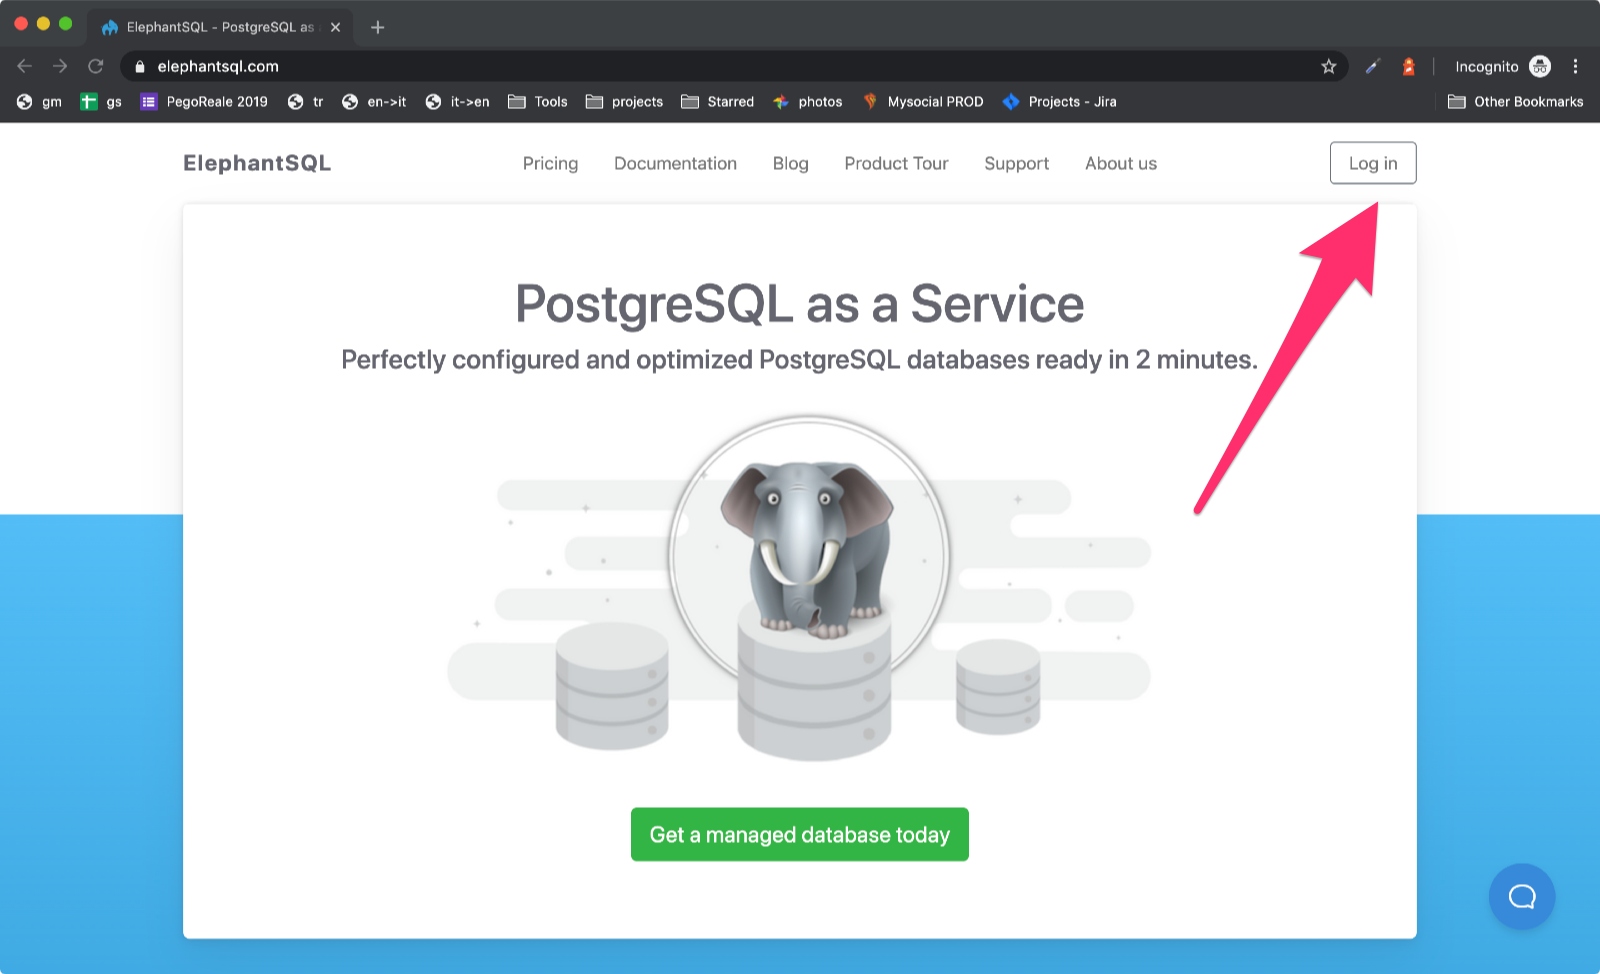 ElephantSQL - PostgreSQL as
elephantsql.com
Incognito
gm gs PegoReale 2019 tr en->it it->en Tools projects Starred photos Mysocial PROD Projects - Jira Other Bookmarks
ElephantSQL Pricing Documentation Blog Product Tour Support About us Log in
PostgreSQL as a Service
Perfectly configured and optimized PostgreSQL databases ready in 2 minutes.
Get a managed database today